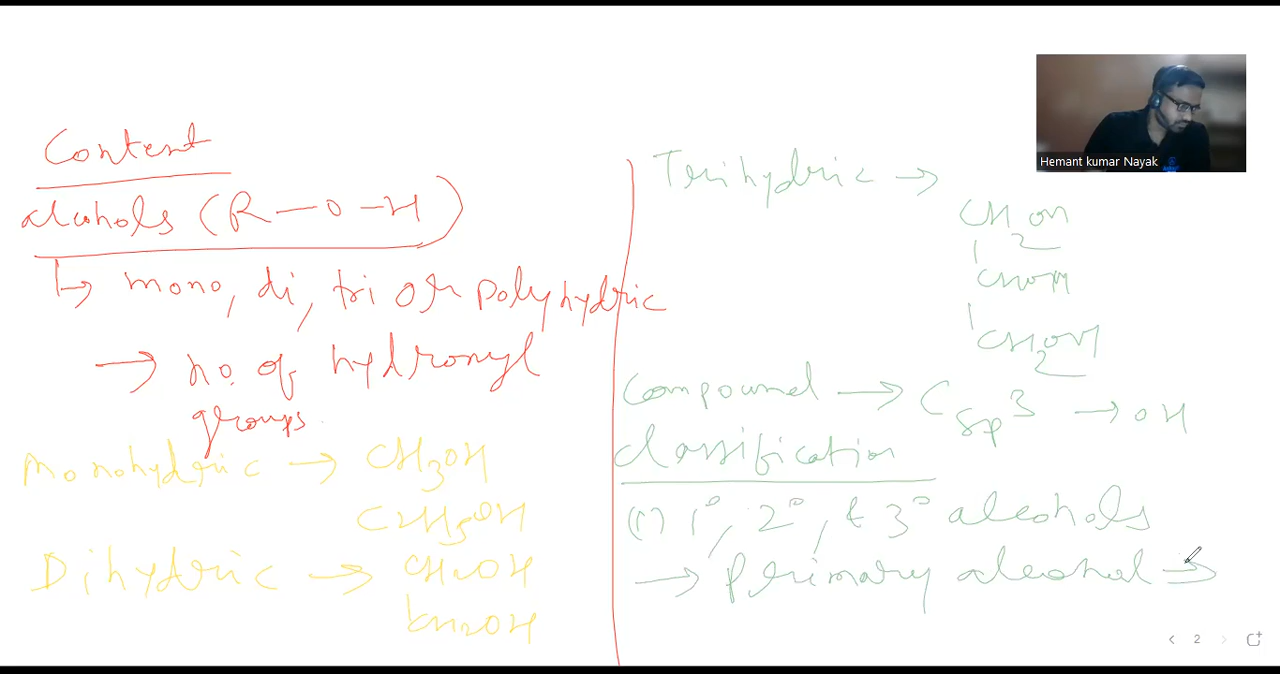 Content
alcohols (R-O-H)
↳ mono, di, tri or polyhydric
→ no. of hydroxyl
groups.
Monohydric → CH3OH
C2H5OH
Dihydric → CH2OH
CH2OH
Trihydric →
CH2OH
CHOH
CH2OH
Compound → Csp3 → OH
classification
(1) 1°, 2°, & 3° alcohols
→ Primary alcohol →
Hemant kumar Nayak
2